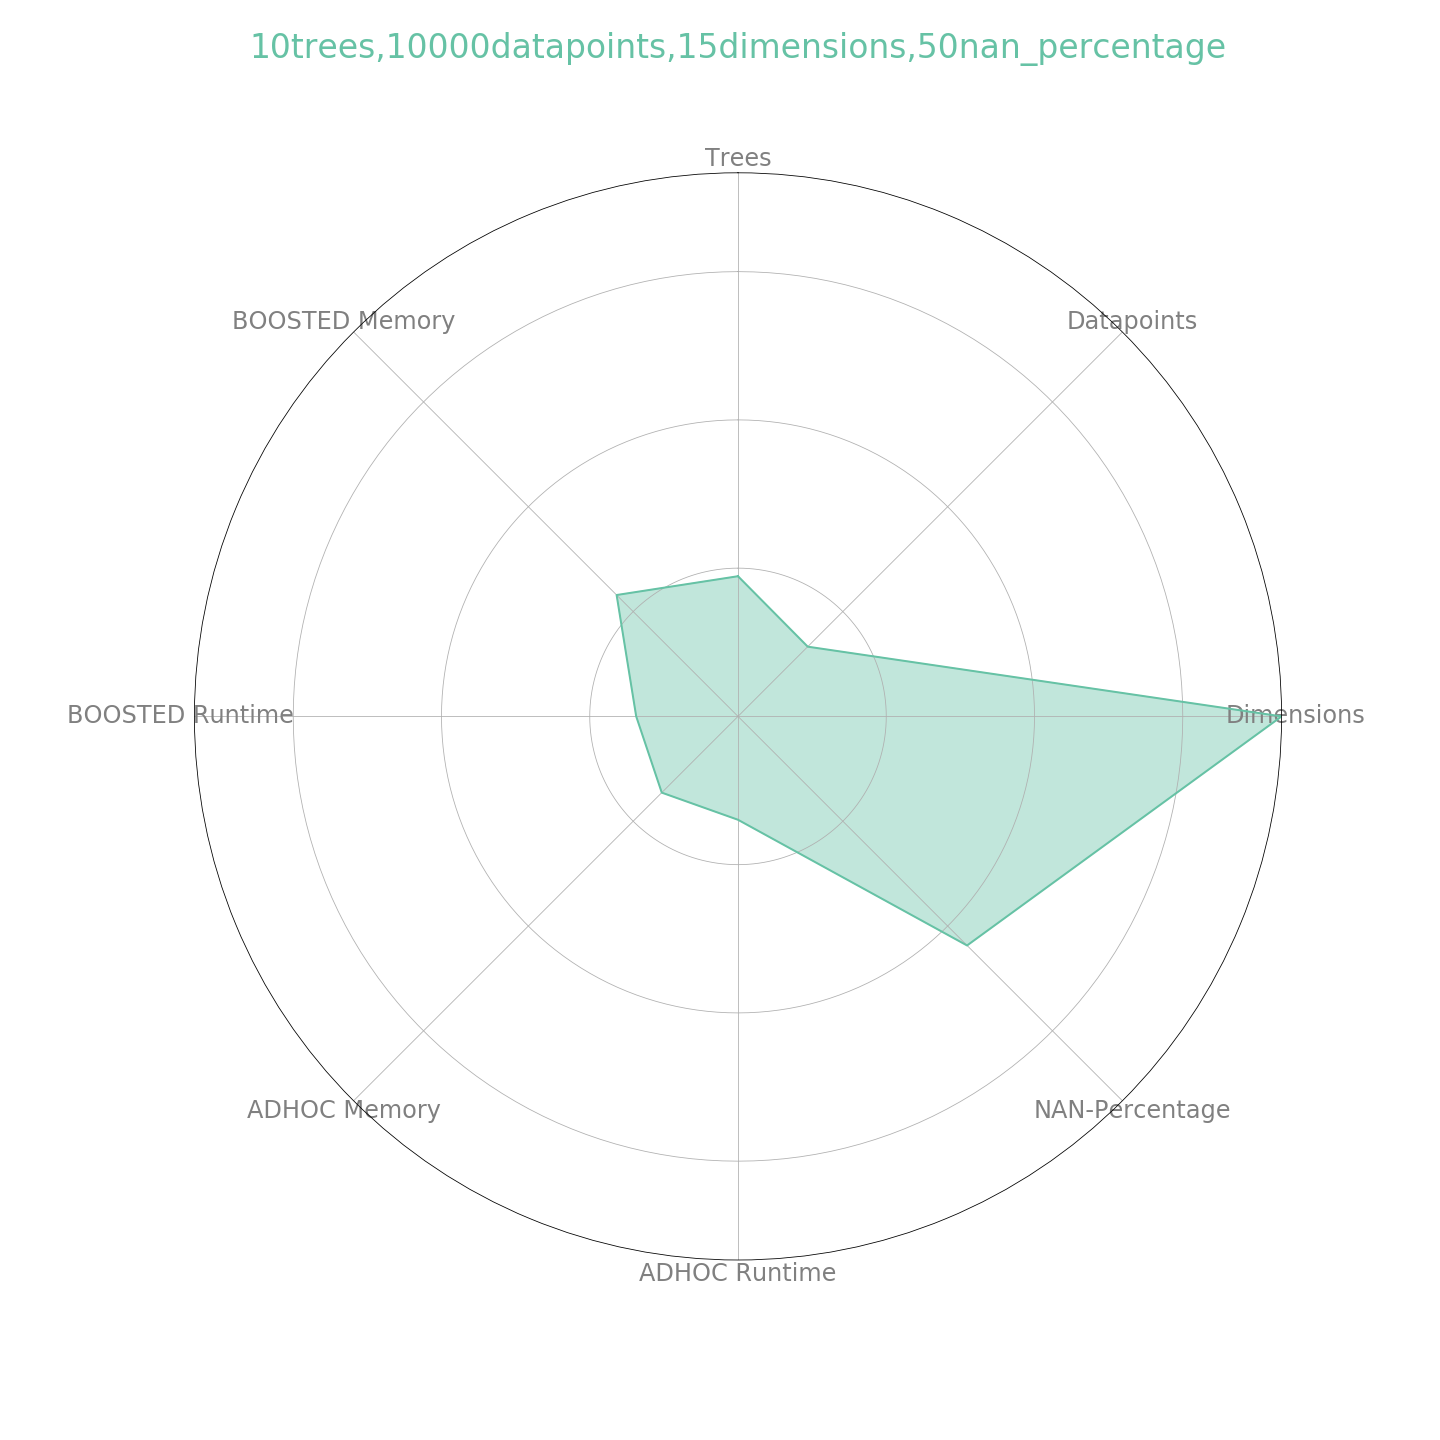 10trees,10000datapoints,15dimensions,50nan_percentage
Trees
BOOSTED Memory
Datapoints
BOOSTED Runtime
Dimensions
ADHOC Memory
NAN-Percentage
ADHOC Runtime